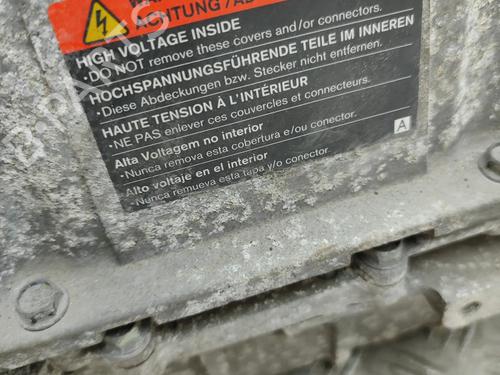 ACHTUNG
HIGH VOLTAGE INSIDE
•DO NOT remove these covers and/or connectors.
HOCHSPANNUNGSFÜHRENDE TEILE IM INNEREN
•Diese Abdeckungen bzw. Stecker nicht entfernen.
HAUTE TENSION À L'INTÉRIEUR
•NE PAS enlever ces couvercles et connecteurs.
Alta Voltagem no interior
•Nunca remova esta cobertura e/ou conector.
A
Alto voltaje en el interior
•Nunca remueva esta tapa y/o conector.